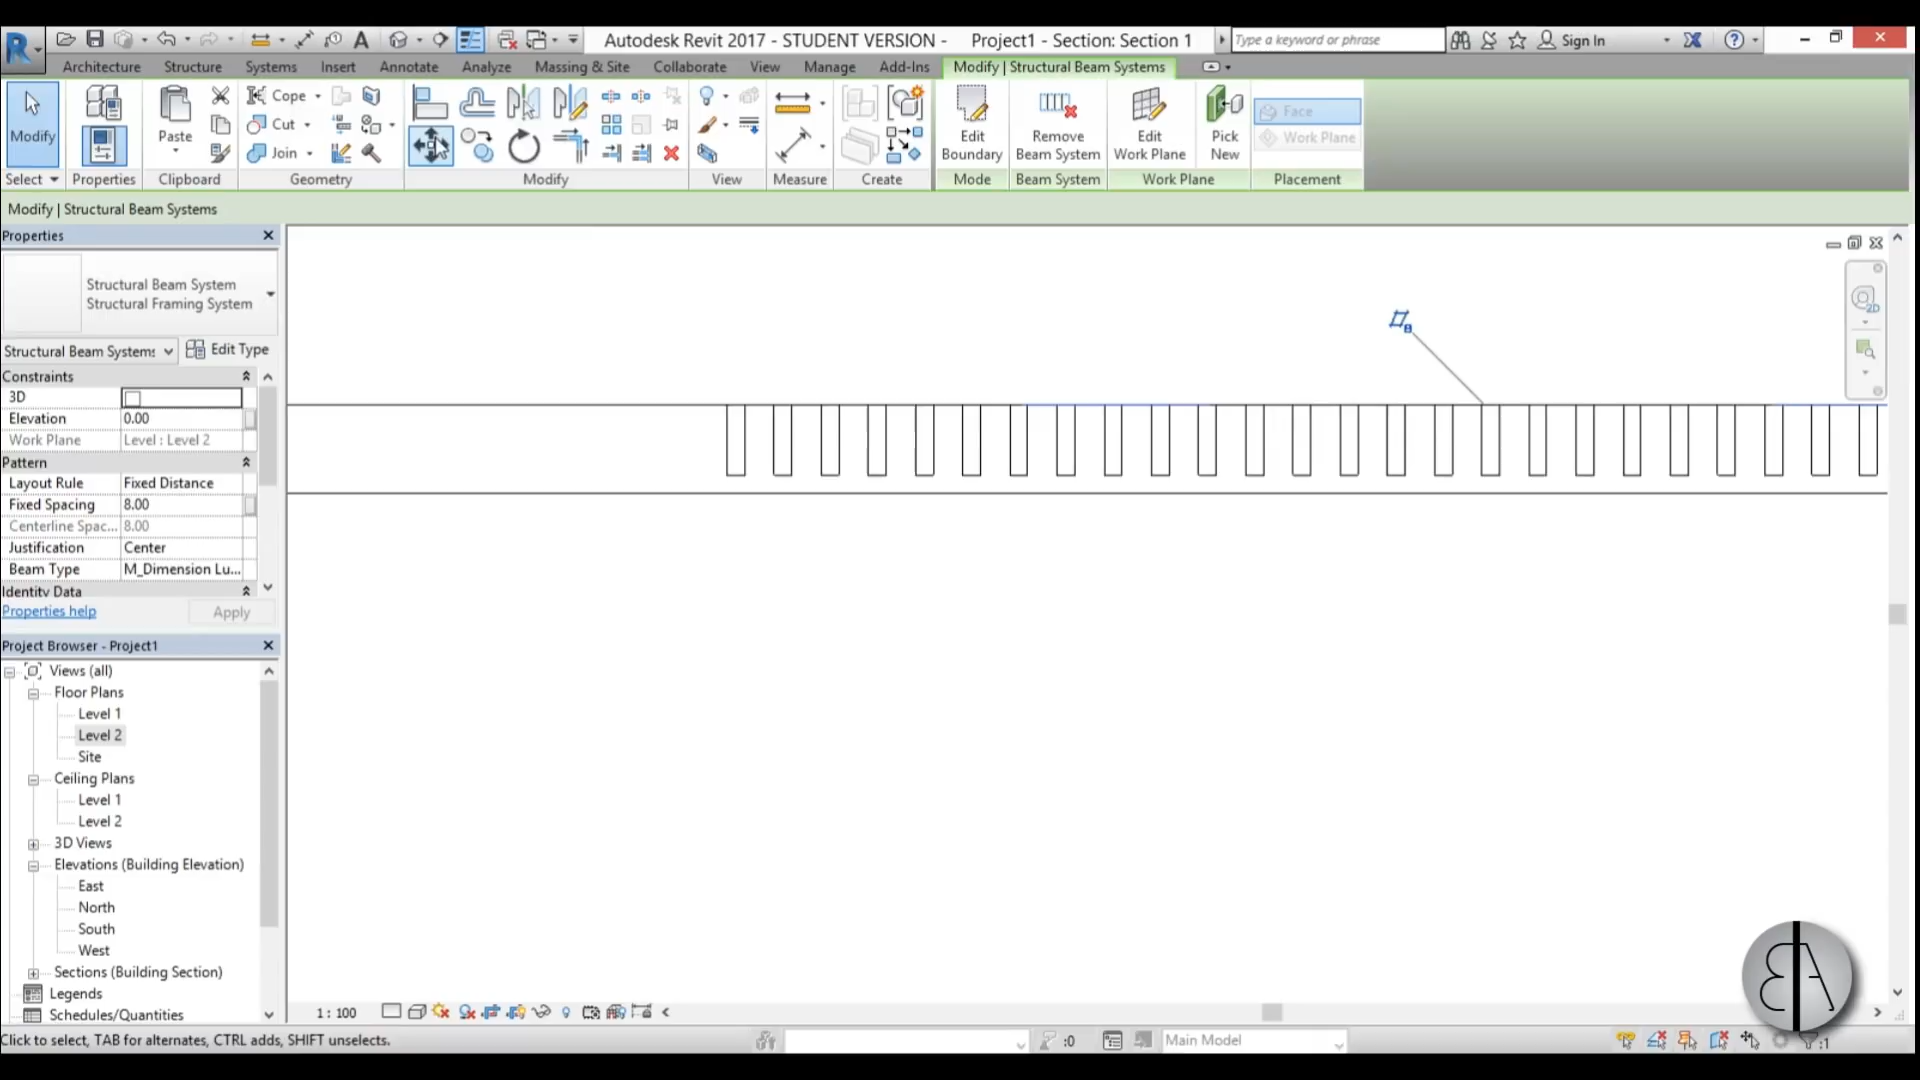 Autodesk Revit 2017 - STUDENT VERSION - Project1 - Section: Section 1
Type a keyword or phrase
Sign In
Architecture Structure Systems Insert Annotate Analyze Massing & Site Collaborate View Manage Add-Ins Modify | Structural Beam Systems
Modify
Paste
Cope
Cut
Join
Edit
Boundary
Remove
Beam System
Edit
Work Plane
Pick
New
Face
Work Plane
Select Properties Clipboard Geometry Modify View Measure Create Mode Beam System Work Plane Placement
Modify | Structural Beam Systems
Properties
Structural Beam System
Structural Framing System
Structural Beam Systems Edit Type
Constraints
3D
Elevation 0.00
Work Plane Level : Level 2
Pattern
Layout Rule Fixed Distance
Fixed Spacing 8.00
Centerline Spac... 8.00
Justification Center
Beam Type M_Dimension Lu...
Identity Data
Properties help Apply
Project Browser - Project1
Views (all)
Floor Plans
Level 1
Level 2
Site
Ceiling Plans
Level 1
Level 2
3D Views
Elevations (Building Elevation)
East
North
South
West
Sections (Building Section)
Legends
Schedules/Quantities
2D
1 : 100
Click to select, TAB for alternates, CTRL adds, SHIFT unselects.
:0
Main Model
:1